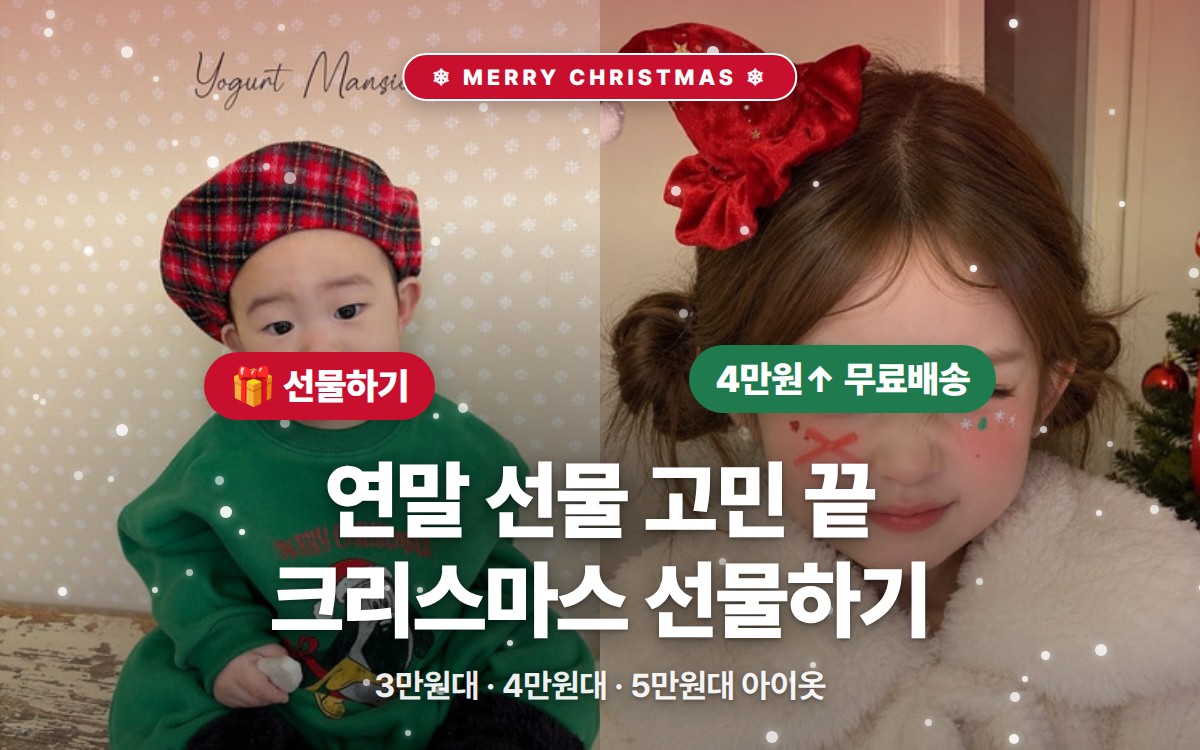 Yogurt
❄ MERRY CHRISTMAS ❄
🎁 선물하기
4만원↑ 무료배송
연말 선물 고민 끝
크리스마스 선물하기
3만원대 · 4만원대 · 5만원대 아이옷